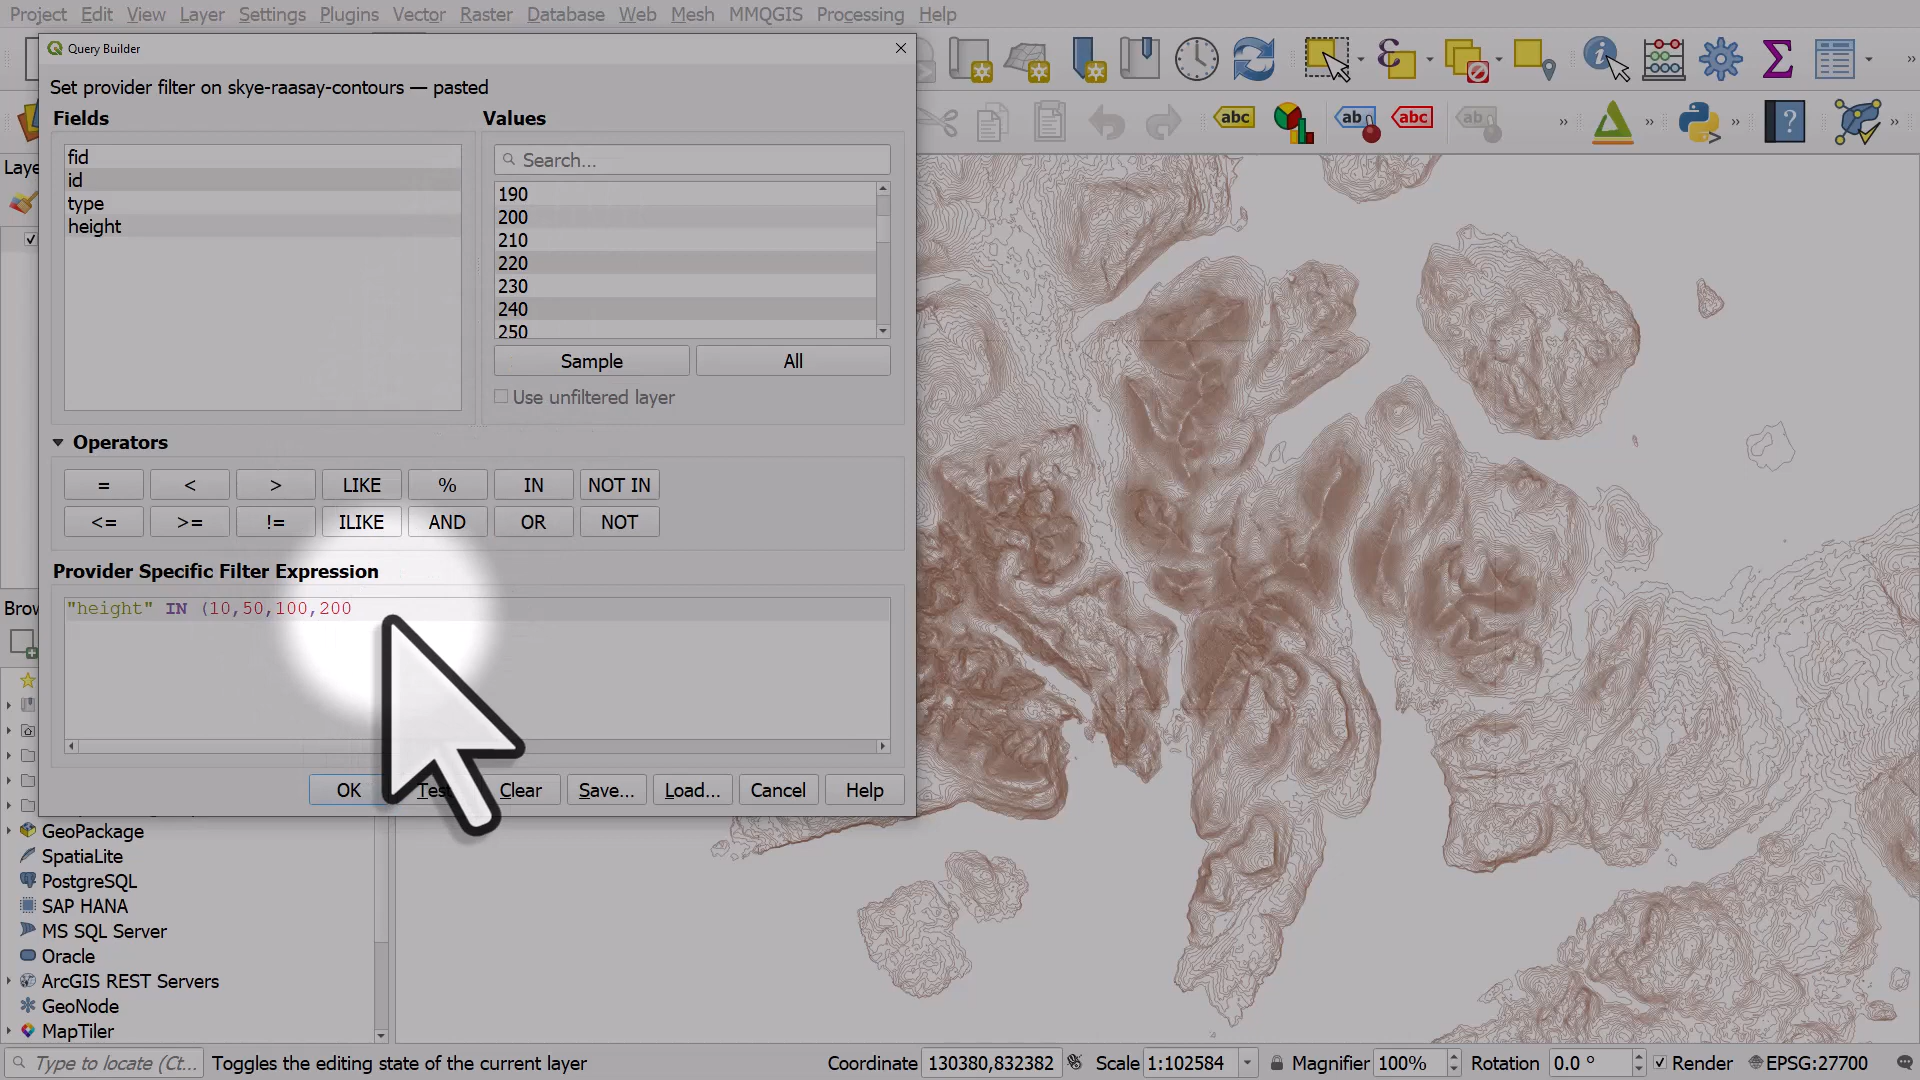 Project Edit View Layer Settings Plugins Vector Raster Database Web Mesh MMQGIS Processing Help
Query Builder
Set provider filter on skye-raasay-contours — pasted
Fields
Values
fid
id
type
height
Search...
190
200
210
220
230
240
250
Sample
All
Use unfiltered layer
Operators
= < > LIKE % IN NOT IN
<= >= != ILIKE AND OR NOT
Provider Specific Filter Expression
"height" IN (10,50,100,200
OK Test Clear Save... Load... Cancel Help
abc
ab
abc
ab
Laye
Brow
GeoPackage
SpatiaLite
PostgreSQL
SAP HANA
MS SQL Server
Oracle
ArcGIS REST Servers
GeoNode
MapTiler
Type to locate (Ct... Toggles the editing state of the current layer Coordinate 130380,832382 Scale 1:102584 Magnifier 100% Rotation 0.0 ° Render EPSG:27700